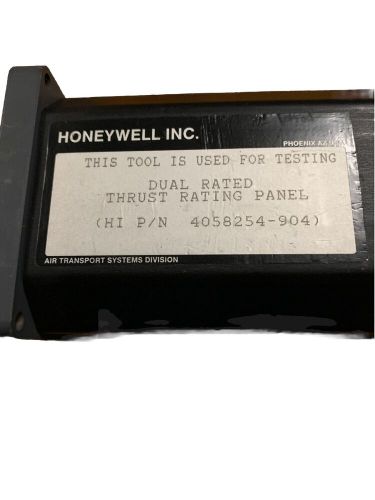 HONEYWELL INC.
PHOENIX AZ USA
THIS TOOL IS USED FOR TESTING
DUAL RATED
THRUST RATING PANEL
(HI P/N 4058254-904)
AIR TRANSPORT SYSTEMS DIVISION